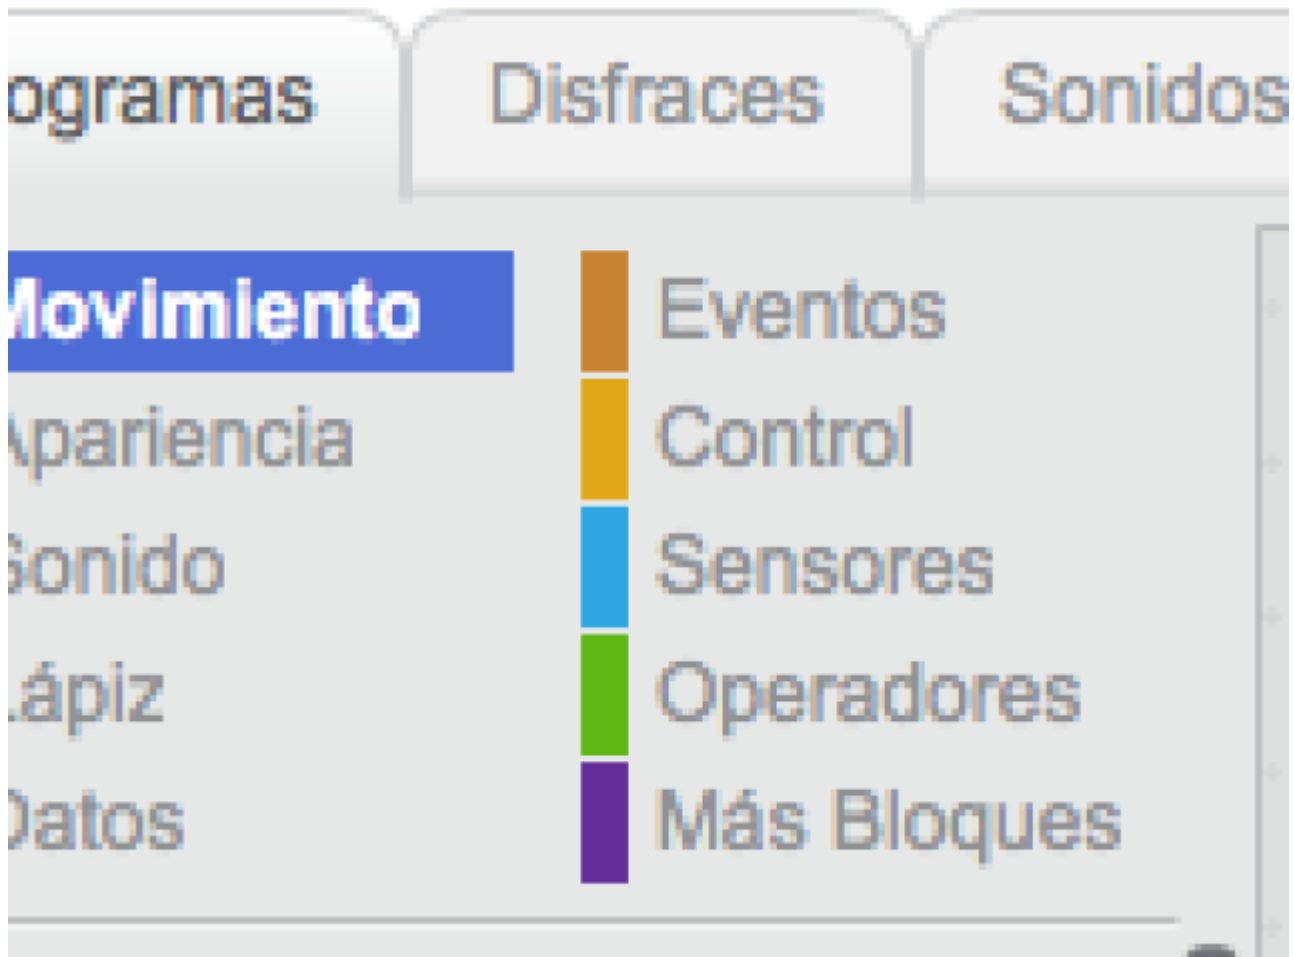 ogramas Disfraces Sonidos
Movimiento Eventos
Apariencia Control
Sonido Sensores
Lápiz Operadores
Datos Más Bloques